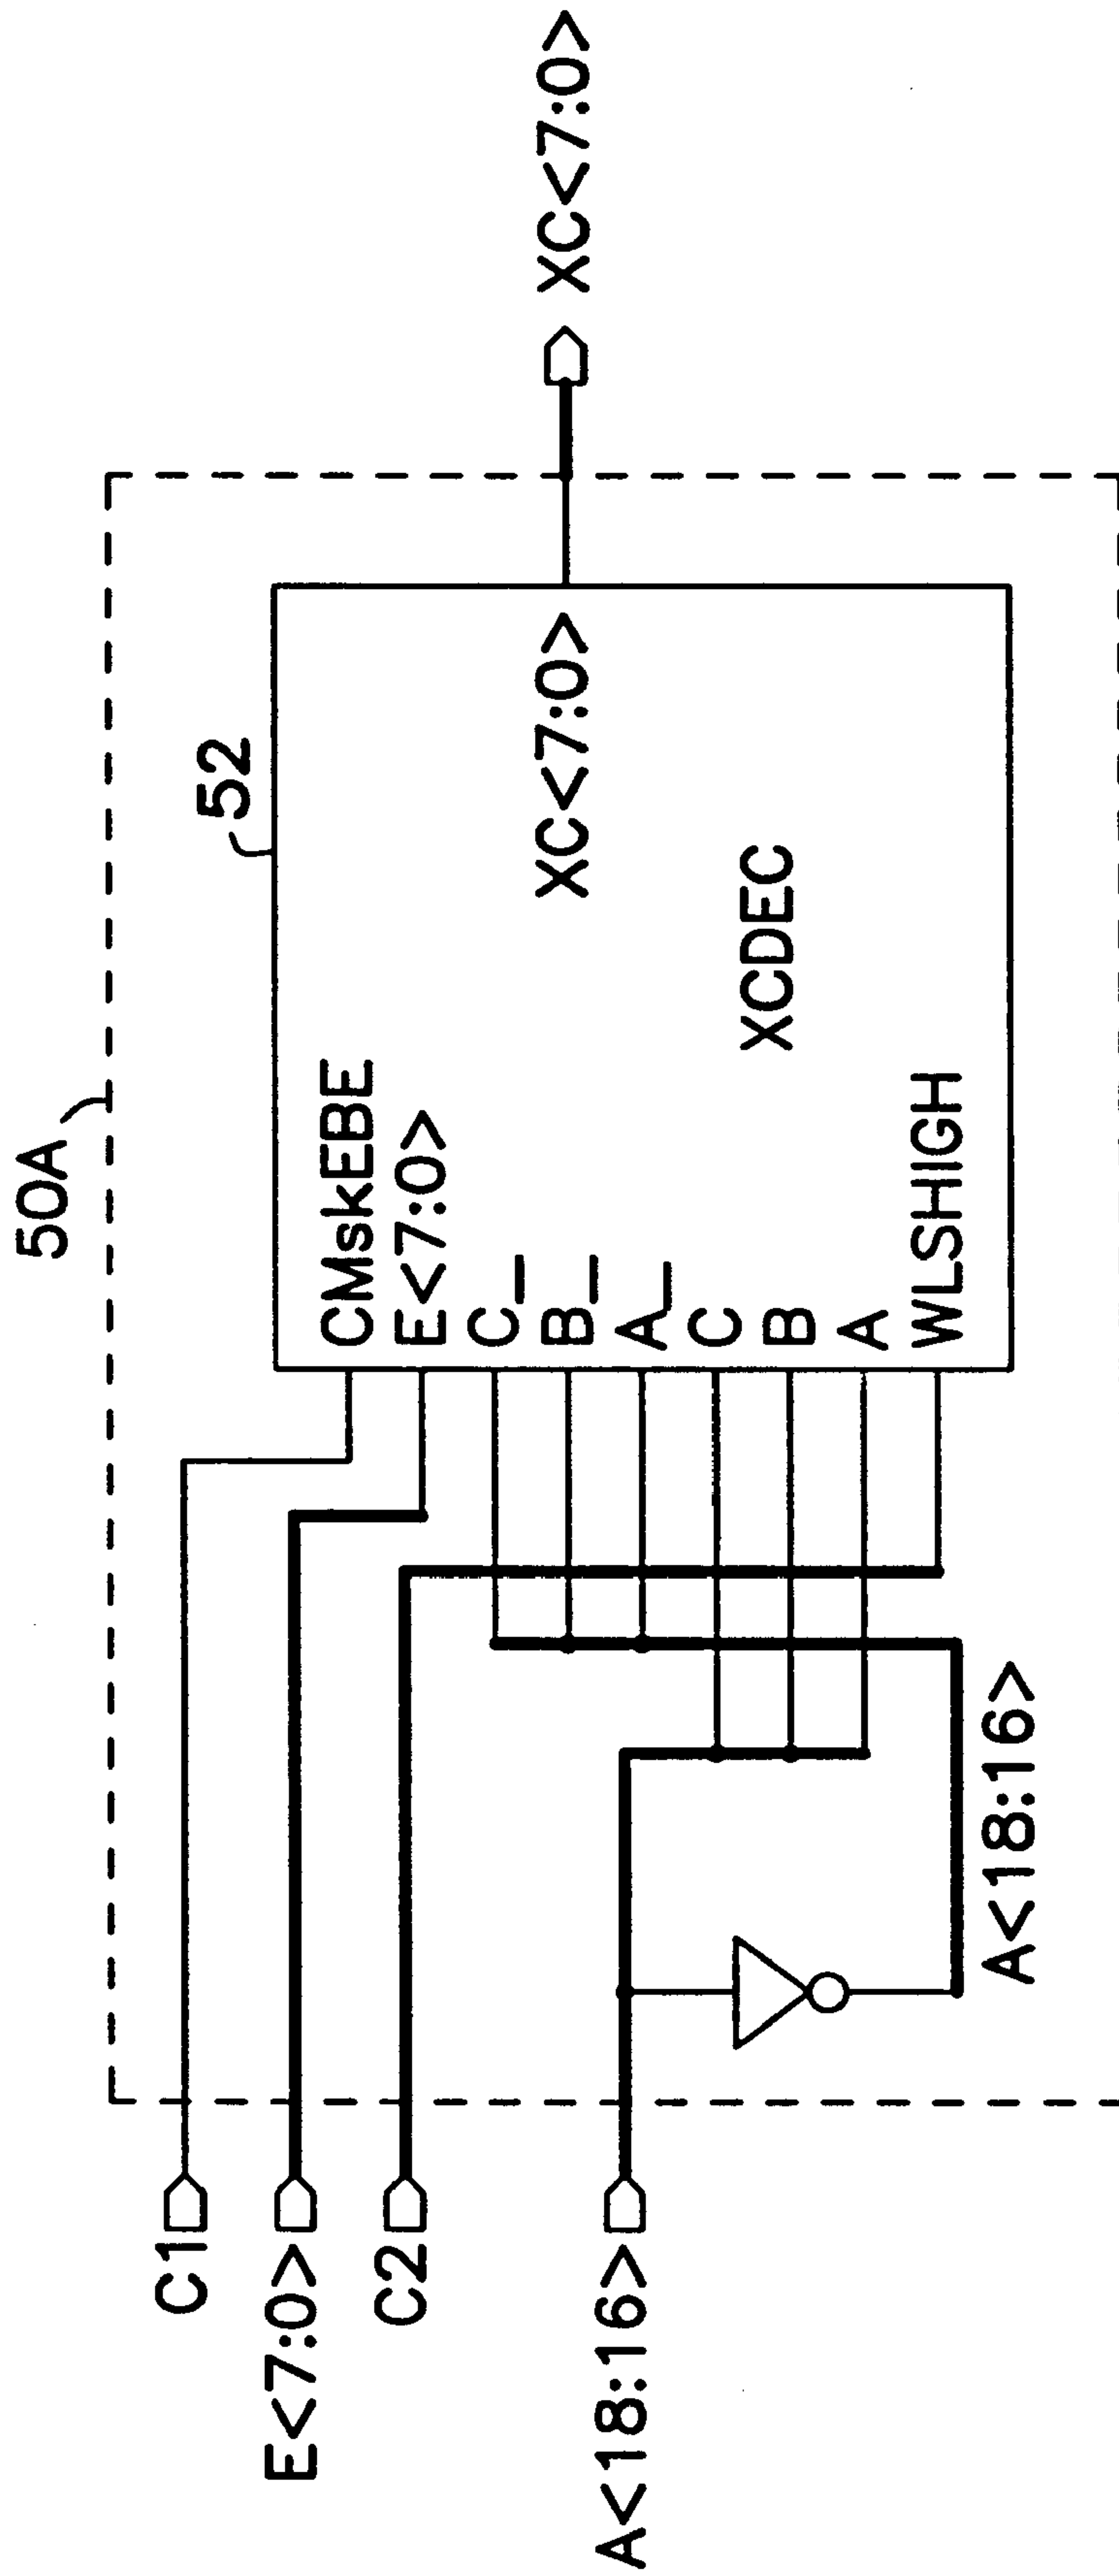 50A
52
C1
E<7:0>
C2
A<18:16>
CMskEBE
E<7:0>
C_
B_
A_
C
B
A
WLSHIGH
XC<7:0>
XCDEC
XC<7:0>
A<18:16>